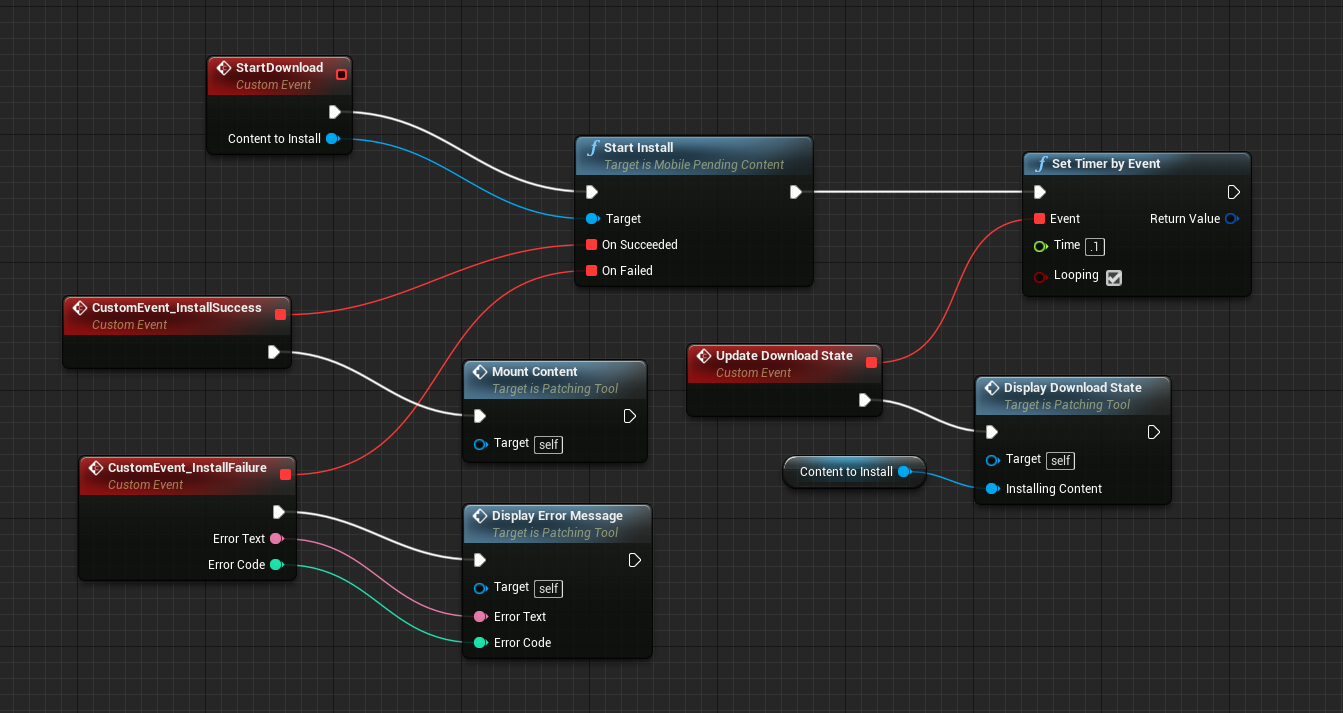 StartDownload
Custom Event
Content to Install
f Start Install
Target is Mobile Pending Content
Target
On Succeeded
On Failed
f Set Timer by Event
Event
Return Value
Time .1
Looping
CustomEvent_InstallSuccess
Custom Event
Mount Content
Target is Patching Tool
Target self
Update Download State
Custom Event
Display Download State
Target is Patching Tool
Target self
Installing Content
Content to Install
CustomEvent_InstallFailure
Custom Event
Error Text
Error Code
Display Error Message
Target is Patching Tool
Target self
Error Text
Error Code